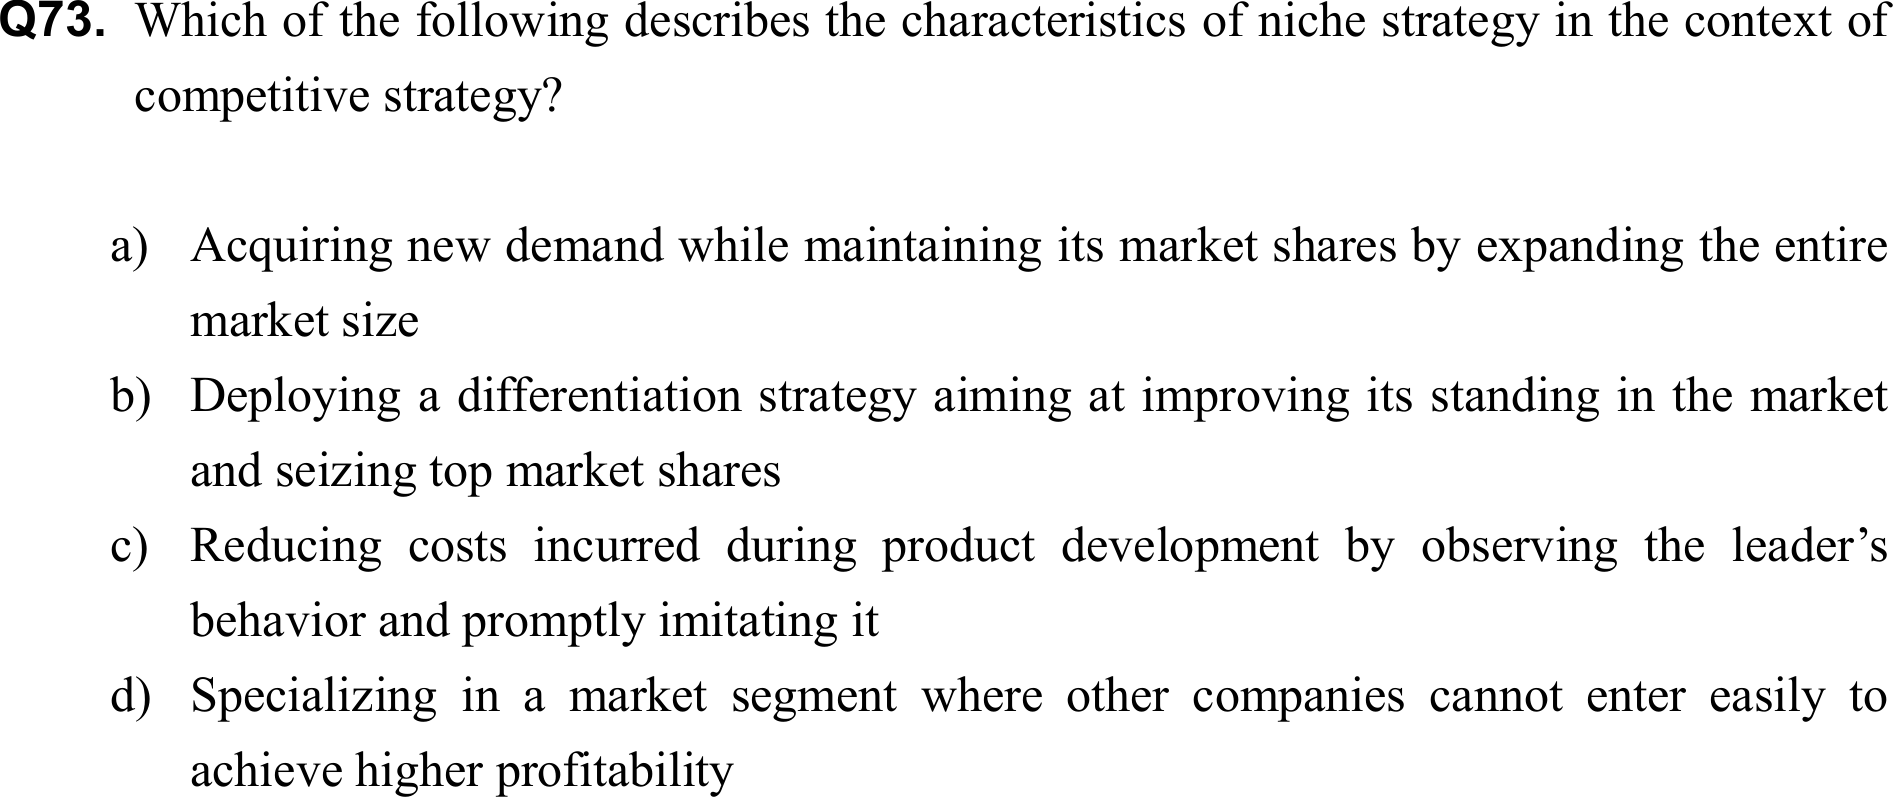 Q73. Which of the following describes the characteristics of niche strategy in the context of
competitive strategy?
a) Acquiring new demand while maintaining its market shares by expanding the entire
market size
b) Deploying a differentiation strategy aiming at improving its standing in the market
and seizing top market shares
c) Reducing costs incurred during product development by observing the leader’s
behavior and promptly imitating it
d) Specializing in a market segment where other companies cannot enter easily to
achieve higher profitability